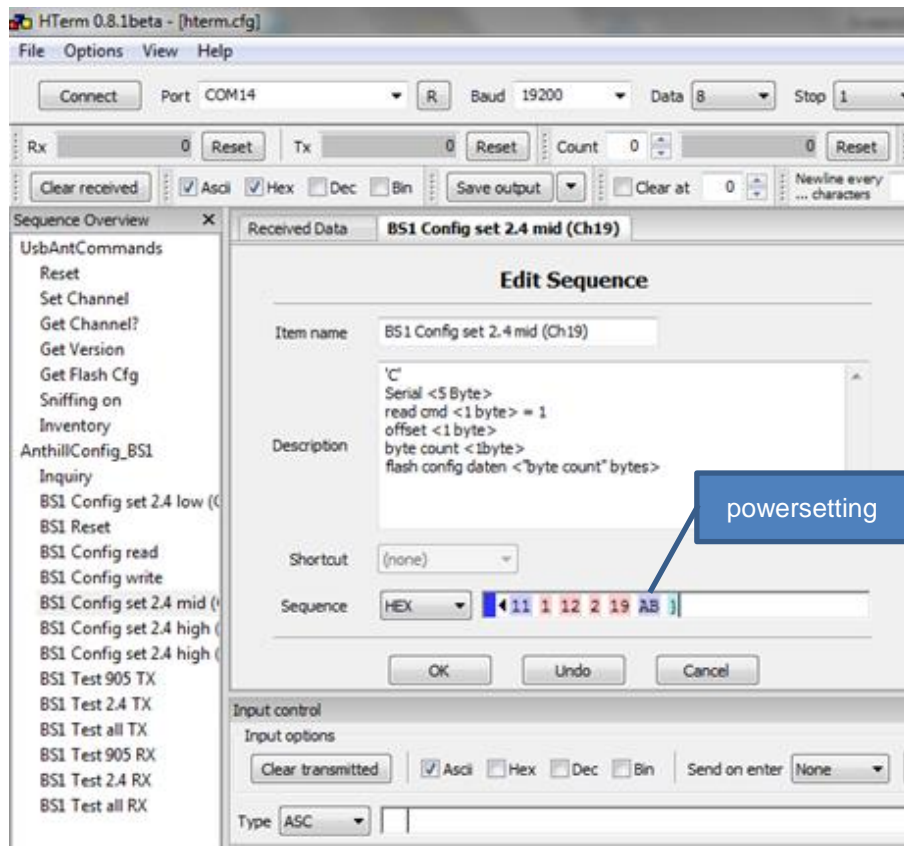 HTerm 0.8.1beta - [hterm.cfg]
File Options View Help
Connect Port COM14 R Baud 19200 Data 8 Stop 1
Rx 0 Reset Tx 0 Reset Count 0 0 Reset
Clear received Ascii Hex Dec Bin Save output Clear at 0 Newline every ... characters
Sequence Overview X
UsbAntCommands
Reset
Set Channel
Get Channel?
Get Version
Get Flash Cfg
Sniffing on
Inventory
AnthillConfig_BS1
Inquiry
BS1 Config set 2.4 low (
BS1 Reset
BS1 Config read
BS1 Config write
BS1 Config set 2.4 mid (
BS1 Config set 2.4 high (
BS1 Config set 2.4 high (
BS1 Test 905 TX
BS1 Test 2.4 TX
BS1 Test all TX
BS1 Test 905 RX
BS1 Test 2.4 RX
BS1 Test all RX
Received Data BS1 Config set 2.4 mid (Ch19)
Edit Sequence
Item name BS1 Config set 2.4 mid (Ch19)
Description
'C'
Serial <5 Byte>
read cmd <1 byte> = 1
offset <1 byte>
byte count <1byte>
flash config daten <"byte count" bytes>
powersetting
Shortcut (none)
Sequence HEX 11 1 12 2 19 AB
OK Undo Cancel
Input control
Input options
Clear transmitted Ascii Hex Dec Bin Send on enter None
Type ASC